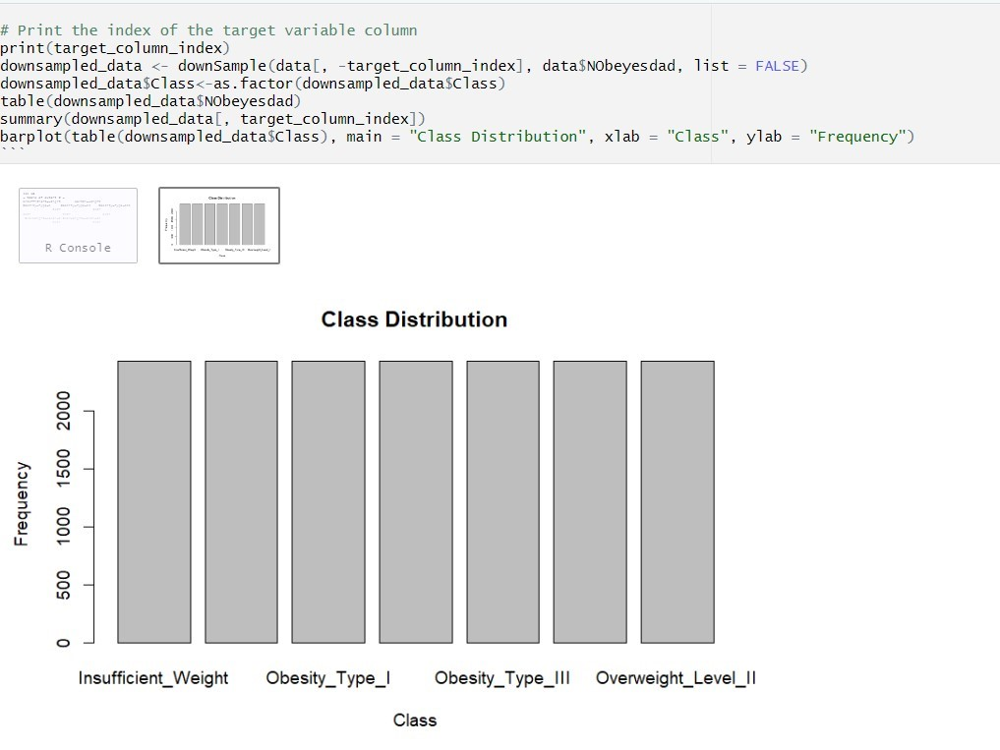 # Print the index of the target variable column
print(target_column_index)
downsampled_data <- downSample(data[, -target_column_index], data$NObeyesdad, list = FALSE)
downsampled_data$Class<-as.factor(downsampled_data$Class)
table(downsampled_data$NObeyesdad)
summary(downsampled_data[, target_column_index])
barplot(table(downsampled_data$Class), main = "Class Distribution", xlab = "Class", ylab = "Frequency")
```
R Console
Class Distribution
Class Distribution
Frequency
2000
1500
1000
500
0
Insufficient_Weight Obesity_Type_I Obesity_Type_III Overweight_Level_II
Class